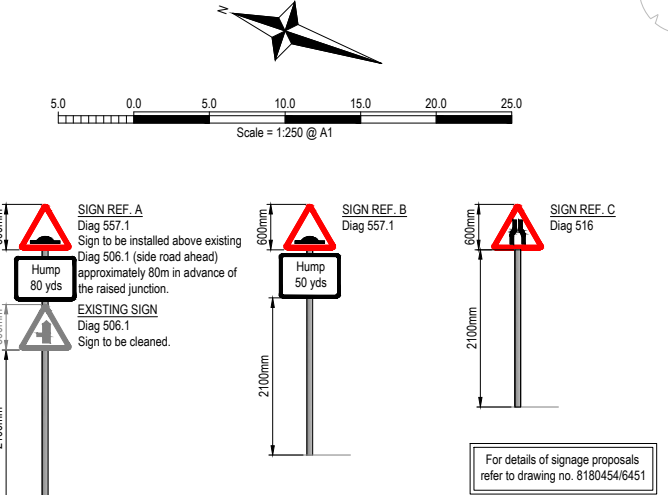 N
5.0 0.0 5.0 10.0 15.0 20.0 25.0
Scale = 1:250 @ A1
SIGN REF. A
Diag 557.1
Sign to be installed above existing
Diag 506.1 (side road ahead)
approximately 80m in advance of
the raised junction.
Hump
80 yds
EXISTING SIGN
Diag 506.1
Sign to be cleaned.
600mm
SIGN REF. B
Diag 557.1
Hump
50 yds
2100mm
600mm
SIGN REF. C
Diag 516
2100mm
For details of signage proposals
refer to drawing no. 8180454/6451